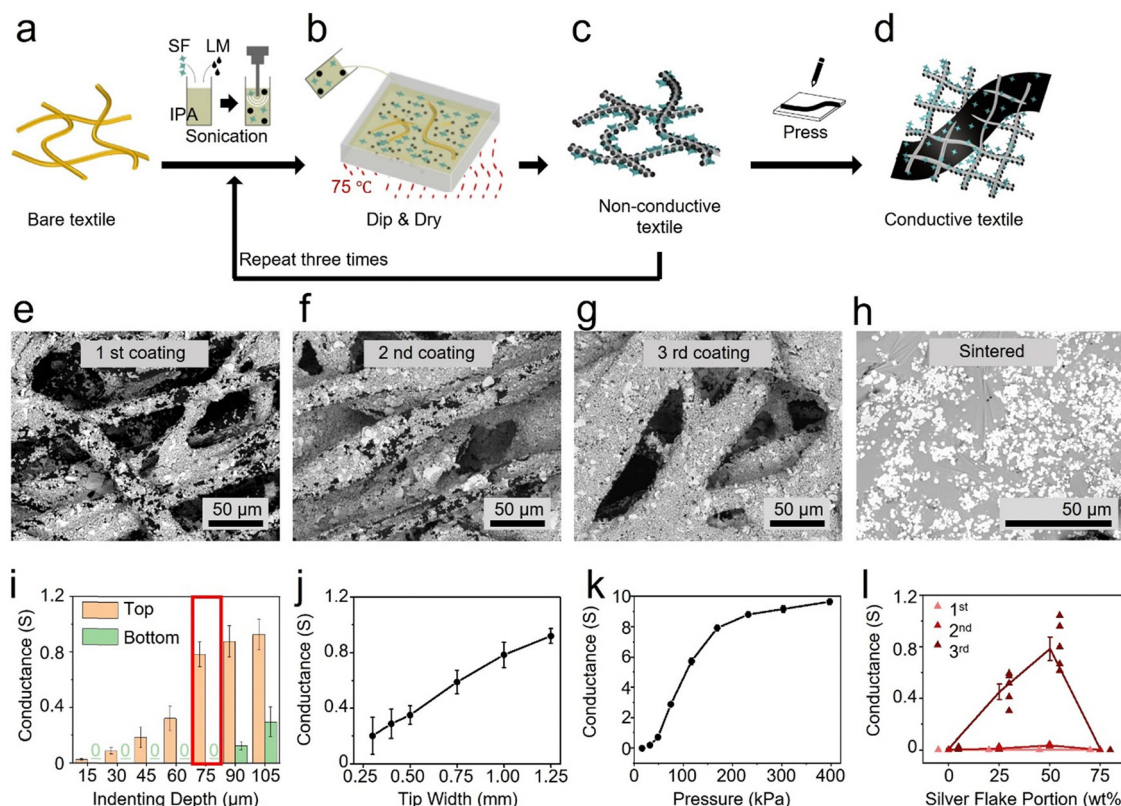 a
b
c
d
SF
LM
IPA
Sonication
75 ℃
Press
Bare textile
Dip & Dry
Non-conductive
textile
Conductive textile
Repeat three times
e
f
g
h
1 st coating
2 nd coating
3 rd coating
Sintered
50 μm
50 μm
50 μm
50 μm
i
Conductance (S)
1.2
0.8
0.4
0.0
Top
Bottom
0 0 0 0 0
15 30 45 60 75 90 105
Indenting Depth (μm)
j
Conductance (S)
1.2
0.8
0.4
0.0
0.25 0.50 0.75 1.00 1.25
Tip Width (mm)
k
Conductance (S)
10
8
6
4
2
0
0 100 200 300 400
Pressure (kPa)
l
Conductance (S)
1.2
0.8
0.4
0
1st
2nd
3rd
0 25 50 75
Silver Flake Portion (wt%